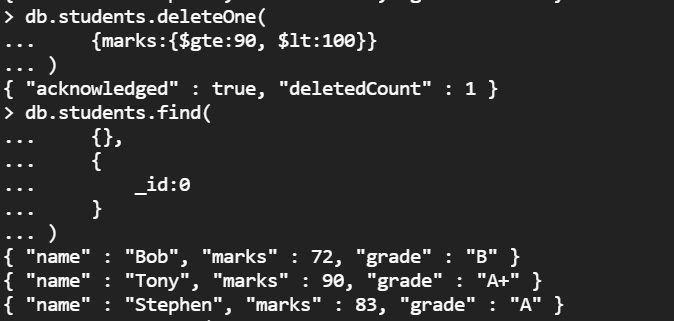 > db.students.deleteOne(
...     {marks:{$gte:90, $lt:100}}
... )
{ "acknowledged" : true, "deletedCount" : 1 }
> db.students.find(
...     {},
...     {
...         _id:0
...     }
... )
{ "name" : "Bob", "marks" : 72, "grade" : "B" }
{ "name" : "Tony", "marks" : 90, "grade" : "A+" }
{ "name" : "Stephen", "marks" : 83, "grade" : "A" }